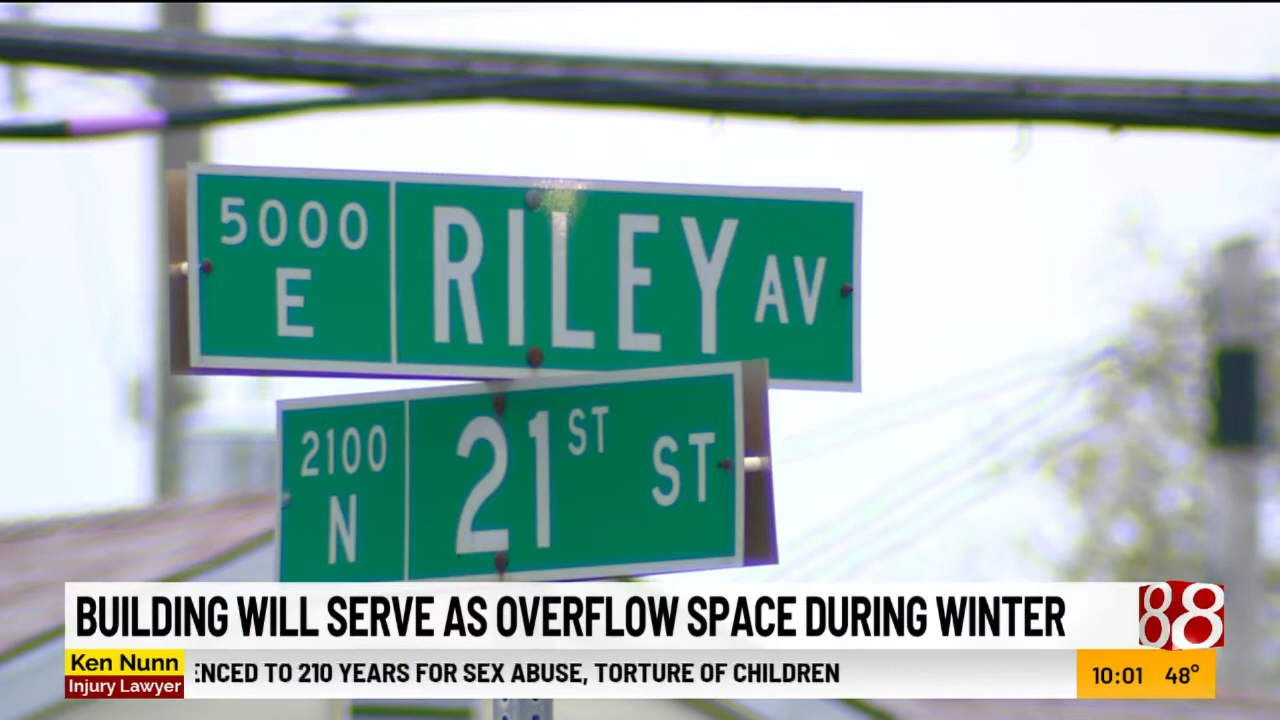 5000
E
RILEY AV
2100
N
21ST ST
BUILDING WILL SERVE AS OVERFLOW SPACE DURING WINTER
88
Ken Nunn
Injury Lawyer
ENCED TO 210 YEARS FOR SEX ABUSE, TORTURE OF CHILDREN
10:01 48°